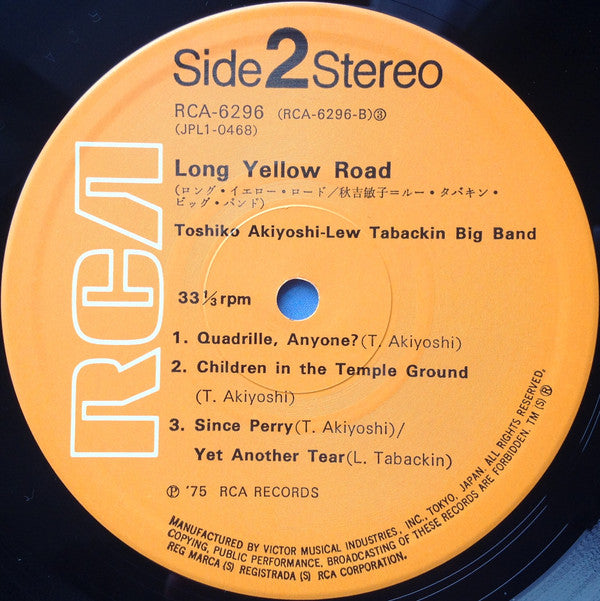 Side 2 Stereo
RCA-6296 (RCA-6296-B)③
(JPL1-0468)
RCA
Long Yellow Road
(ロング・イエロー・ロード/秋吉敏子=ルー・タバキン・
ビッグ・バンド)
Toshiko Akiyoshi-Lew Tabackin Big Band
33⅓rpm
1. Quadrille, Anyone?(T. Akiyoshi)
2. Children in the Temple Ground
(T. Akiyoshi)
3. Since Perry(T. Akiyoshi)/
Yet Another Tear(L. Tabackin)
℗ '75 RCA RECORDS
MANUFACTURED BY VICTOR MUSICAL INDUSTRIES, INC., TOKYO, JAPAN. ALL RIGHTS RESERVED,
COPYING, PUBLIC PERFORMANCE, BROADCASTING OF THESE RECORDS ARE FORBIDDEN. TM (S) ®
REG MARCA (S) REGISTRADA (S) RCA CORPORATION.